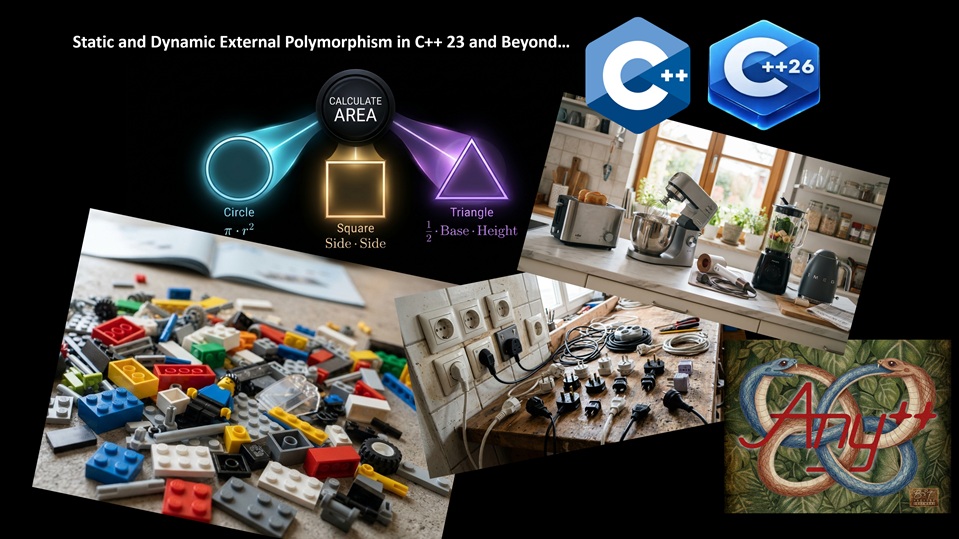 Static and Dynamic External Polymorphism in C++ 23 and Beyond…
C++
C++26
CALCULATE
AREA
Circle
π · r²
Square
Side · Side
Triangle
½ · Base · Height
Any++